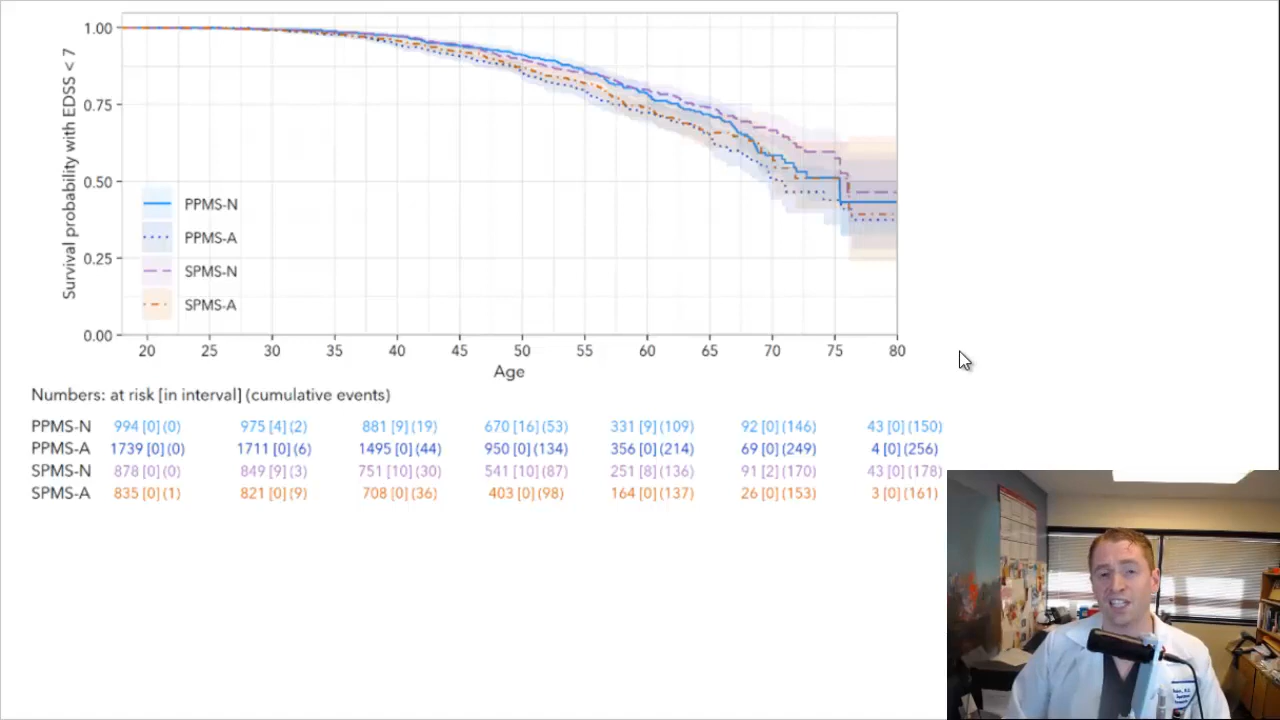 Survival probability with EDSS < 7
1.00
0.75
0.50
0.25
0.00
PPMS-N
PPMS-A
SPMS-N
SPMS-A
20 25 30 35 40 45 50 55 60 65 70 75 80
Age
Numbers: at risk [in interval] (cumulative events)
PPMS-N 994 [0] (0) 975 [4] (2) 881 [9] (19) 670 [16] (53) 331 [9] (109) 92 [0] (146) 43 [0] (150)
PPMS-A 1739 [0] (0) 1711 [0] (6) 1495 [0] (44) 950 [0] (134) 356 [0] (214) 69 [0] (249) 4 [0] (256)
SPMS-N 878 [0] (0) 849 [9] (3) 751 [10] (30) 541 [10] (87) 251 [8] (136) 91 [2] (170) 43 [0] (178)
SPMS-A 835 [0] (1) 821 [0] (9) 708 [0] (36) 403 [0] (98) 164 [0] (137) 26 [0] (153) 3 [0] (161)